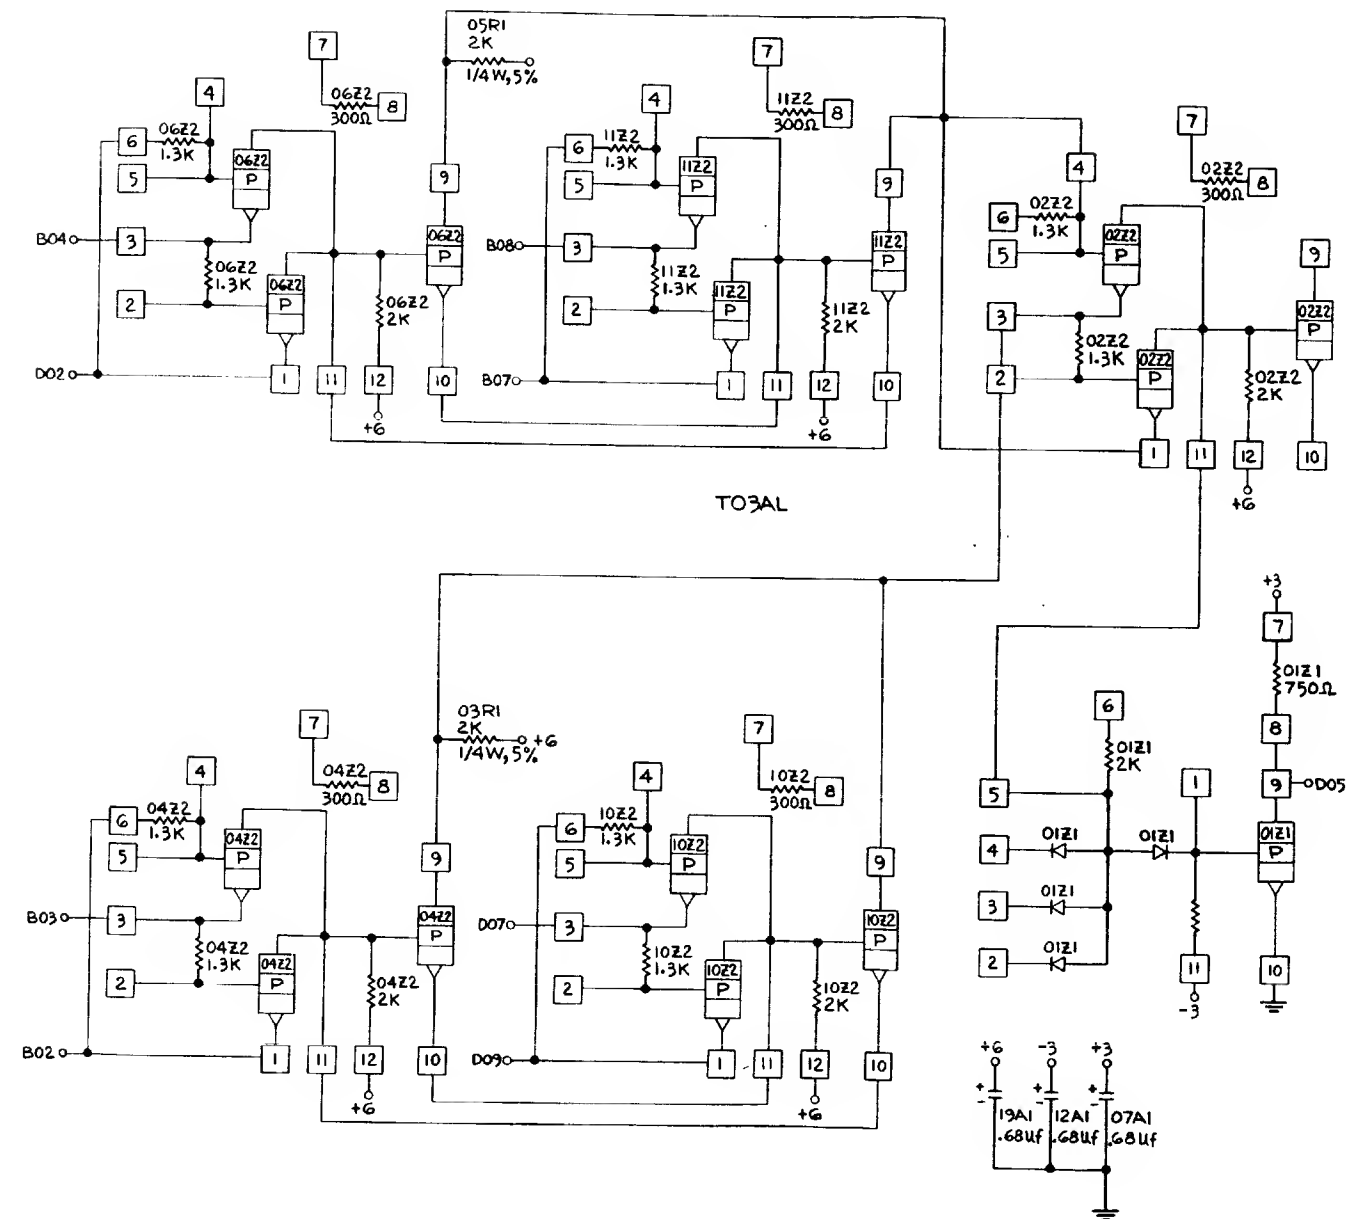 05R1
2K
1/4W,5%
7
06Z2
300Ω
8
4
6
06Z2
1.3K
5
06Z2
P
B04
3
06Z2
1.3K
2
06Z2
P
D02
1
11
12
+6
06Z2
2K
9
06Z2
P
10
7
11Z2
300Ω
8
4
6
11Z2
1.3K
5
11Z2
P
B08
3
11Z2
1.3K
2
11Z2
P
B07
1
11
12
+6
11Z2
2K
9
11Z2
P
10
7
02Z2
300Ω
8
4
6
02Z2
1.3K
5
02Z2
P
3
02Z2
1.3K
2
02Z2
P
1
11
12
+6
02Z2
2K
9
02Z2
P
10
TO3AL
03R1
2K
1/4W,5%
+6
7
04Z2
300Ω
8
4
6
04Z2
1.3K
5
04Z2
P
B03
3
04Z2
1.3K
2
04Z2
P
B02
1
11
12
+6
04Z2
2K
9
04Z2
P
10
7
10Z2
300Ω
8
4
6
10Z2
1.3K
5
10Z2
P
D07
3
10Z2
1.3K
2
10Z2
P
D09
1
11
12
+6
10Z2
2K
9
10Z2
P
10
+3
7
01Z1
750Ω
8
9
D05
6
01Z1
2K
5
4
01Z1
3
01Z1
2
01Z1
01Z1
1
11
-3
01Z1
P
10
+6
-3
+3
+
-
+
-
+
-
19A1
.68Uf
12A1
.68Uf
07A1
.68Uf